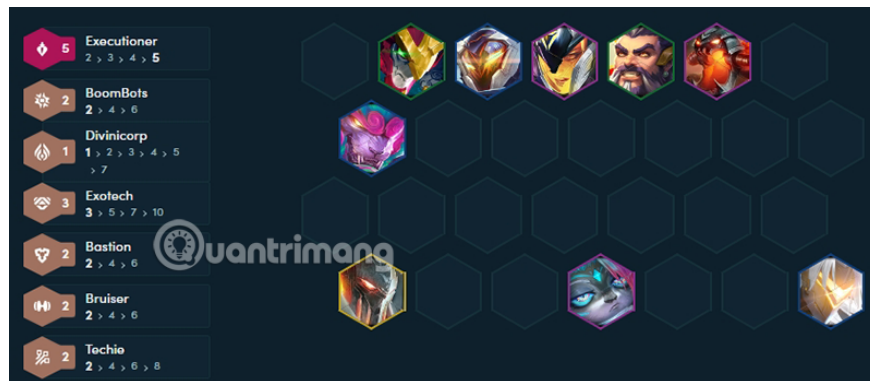 5
Executioner
2 > 3 > 4 > 5
2
BoomBots
2 > 4 > 6
1
Divinicorp
1 > 2 > 3 > 4 > 5
> 7
3
Exotech
3 > 5 > 7 > 10
Quantrimang
2
Bastion
2 > 4 > 6
2
Bruiser
2 > 4 > 6
2
Techie
2 > 4 > 6 > 8